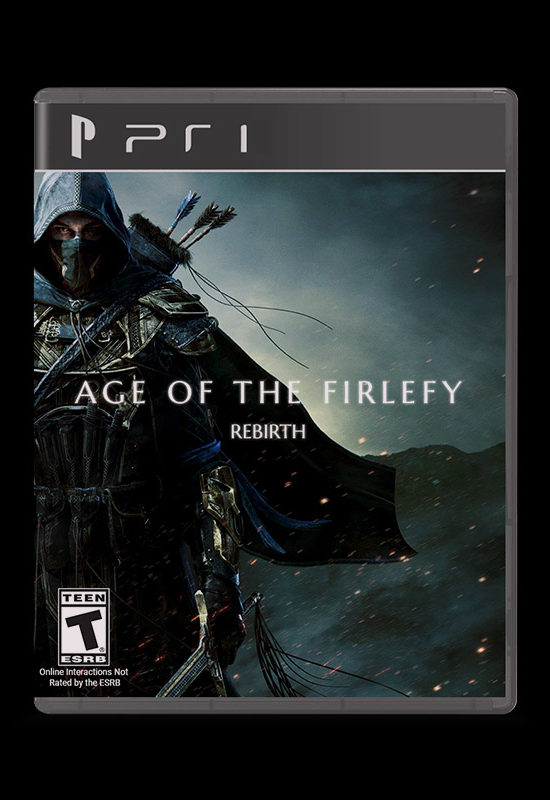 PRI
AGE OF THE FIRLEFY
REBIRTH
TEEN
T
®
ESRB
Online Interactions Not
Rated by the ESRB